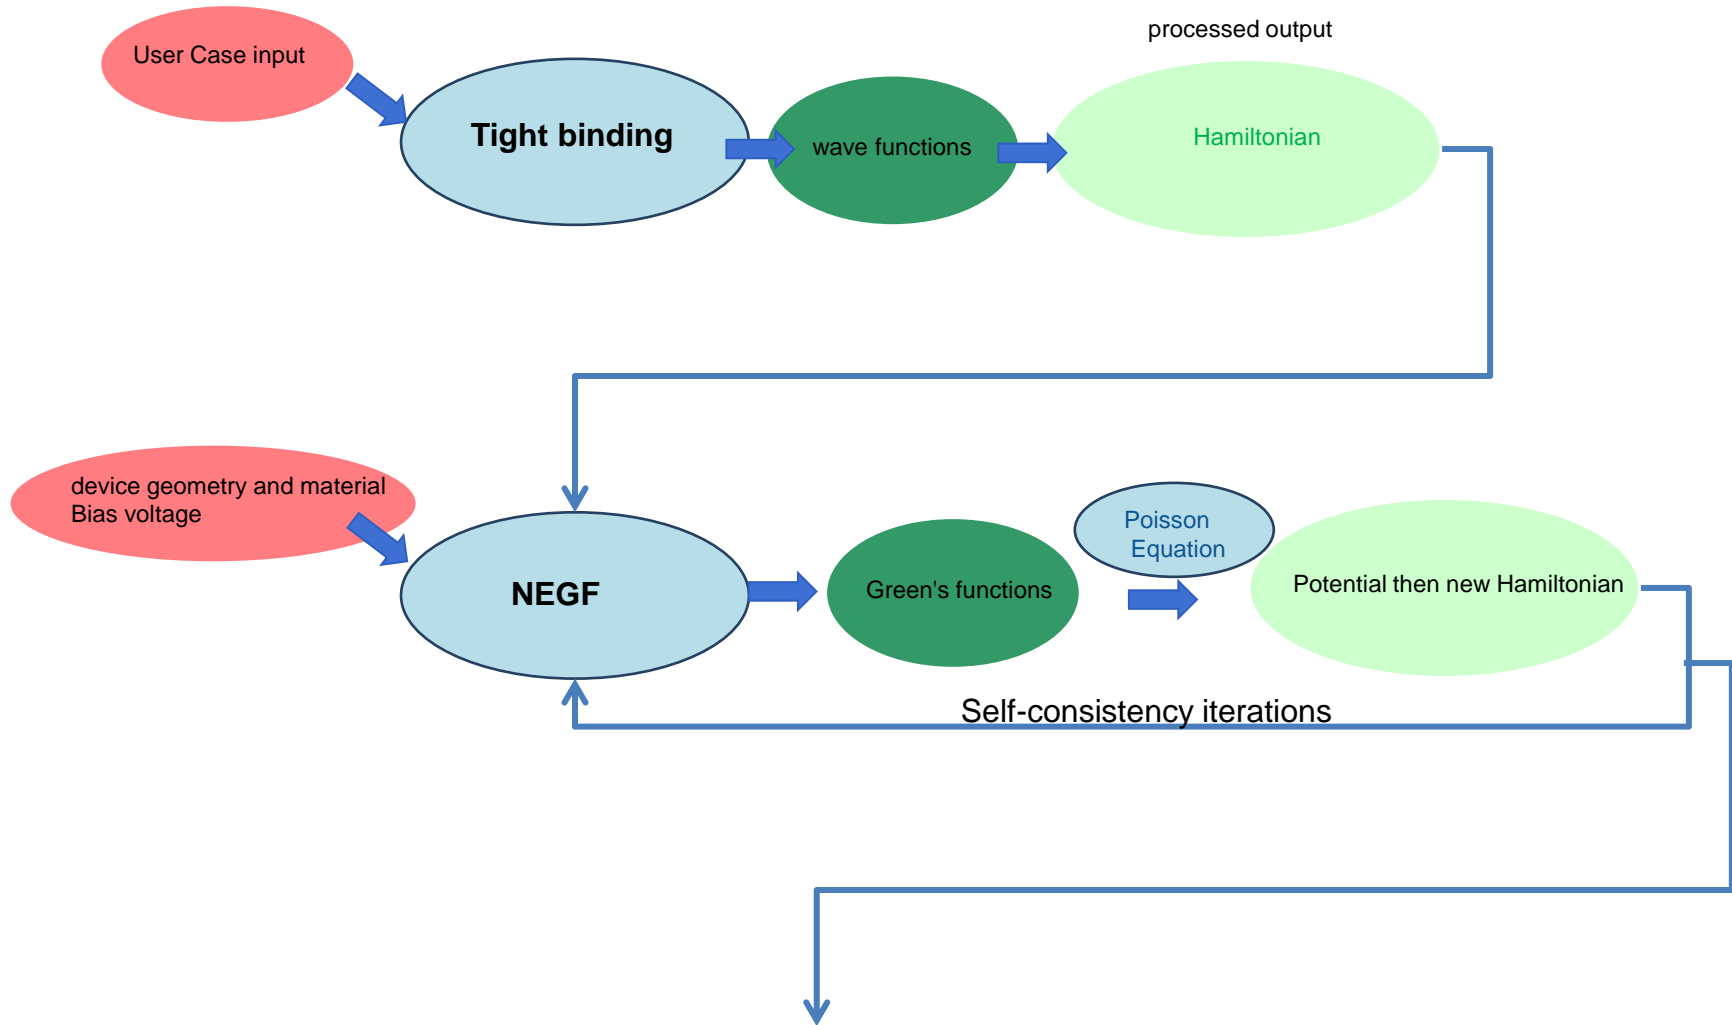 processed output
User Case input
Tight binding
wave functions
Hamiltonian
device geometry and material
Bias voltage
NEGF
Green's functions
Poisson
Equation
Potential then new Hamiltonian
Self-consistency iterations